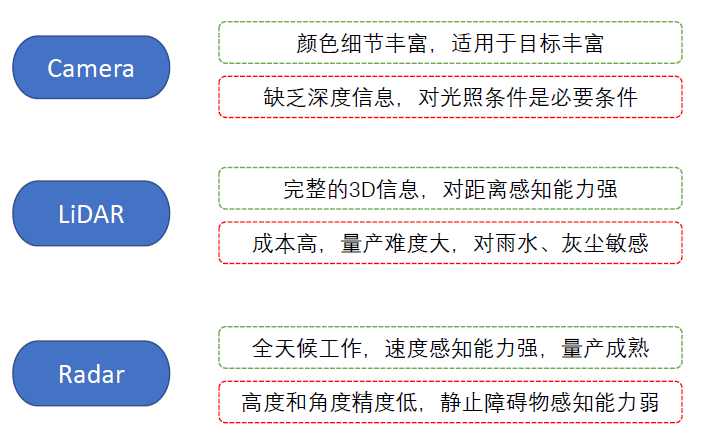 Camera
颜色细节丰富，适用于目标丰富
缺乏深度信息，对光照条件是必要条件
LiDAR
完整的3D信息，对距离感知能力强
成本高，量产难度大，对雨水、灰尘敏感
Radar
全天候工作，速度感知能力强，量产成熟
高度和角度精度低，静止障碍物感知能力弱